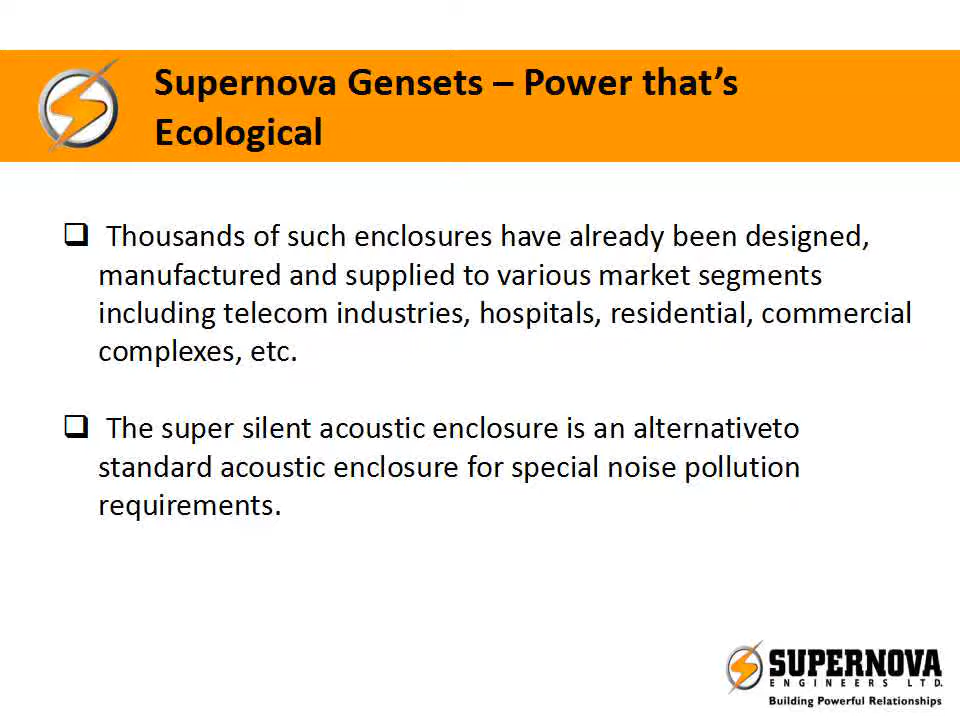 Supernova Gensets – Power that’s
Ecological
Thousands of such enclosures have already been designed,
manufactured and supplied to various market segments
including telecom industries, hospitals, residential, commercial
complexes, etc.
The super silent acoustic enclosure is an alternativeto
standard acoustic enclosure for special noise pollution
requirements.
SUPERNOVA
ENGINEERS LTD.
Building Powerful Relationships